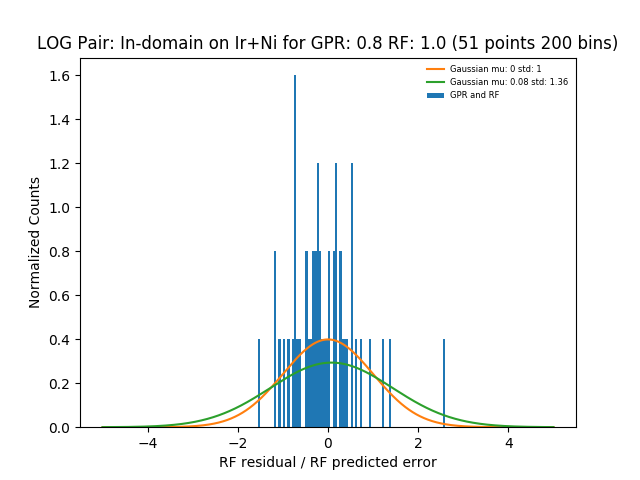 LOG Pair: In-domain on Ir+Ni for GPR: 0.8 RF: 1.0 (51 points 200 bins)
Gaussian mu: 0 std: 1
Gaussian mu: 0.08 std: 1.36
GPR and RF
Normalized Counts
1.6
1.4
1.2
1.0
0.8
0.6
0.4
0.2
0.0
−4 −2 0 2 4
RF residual / RF predicted error